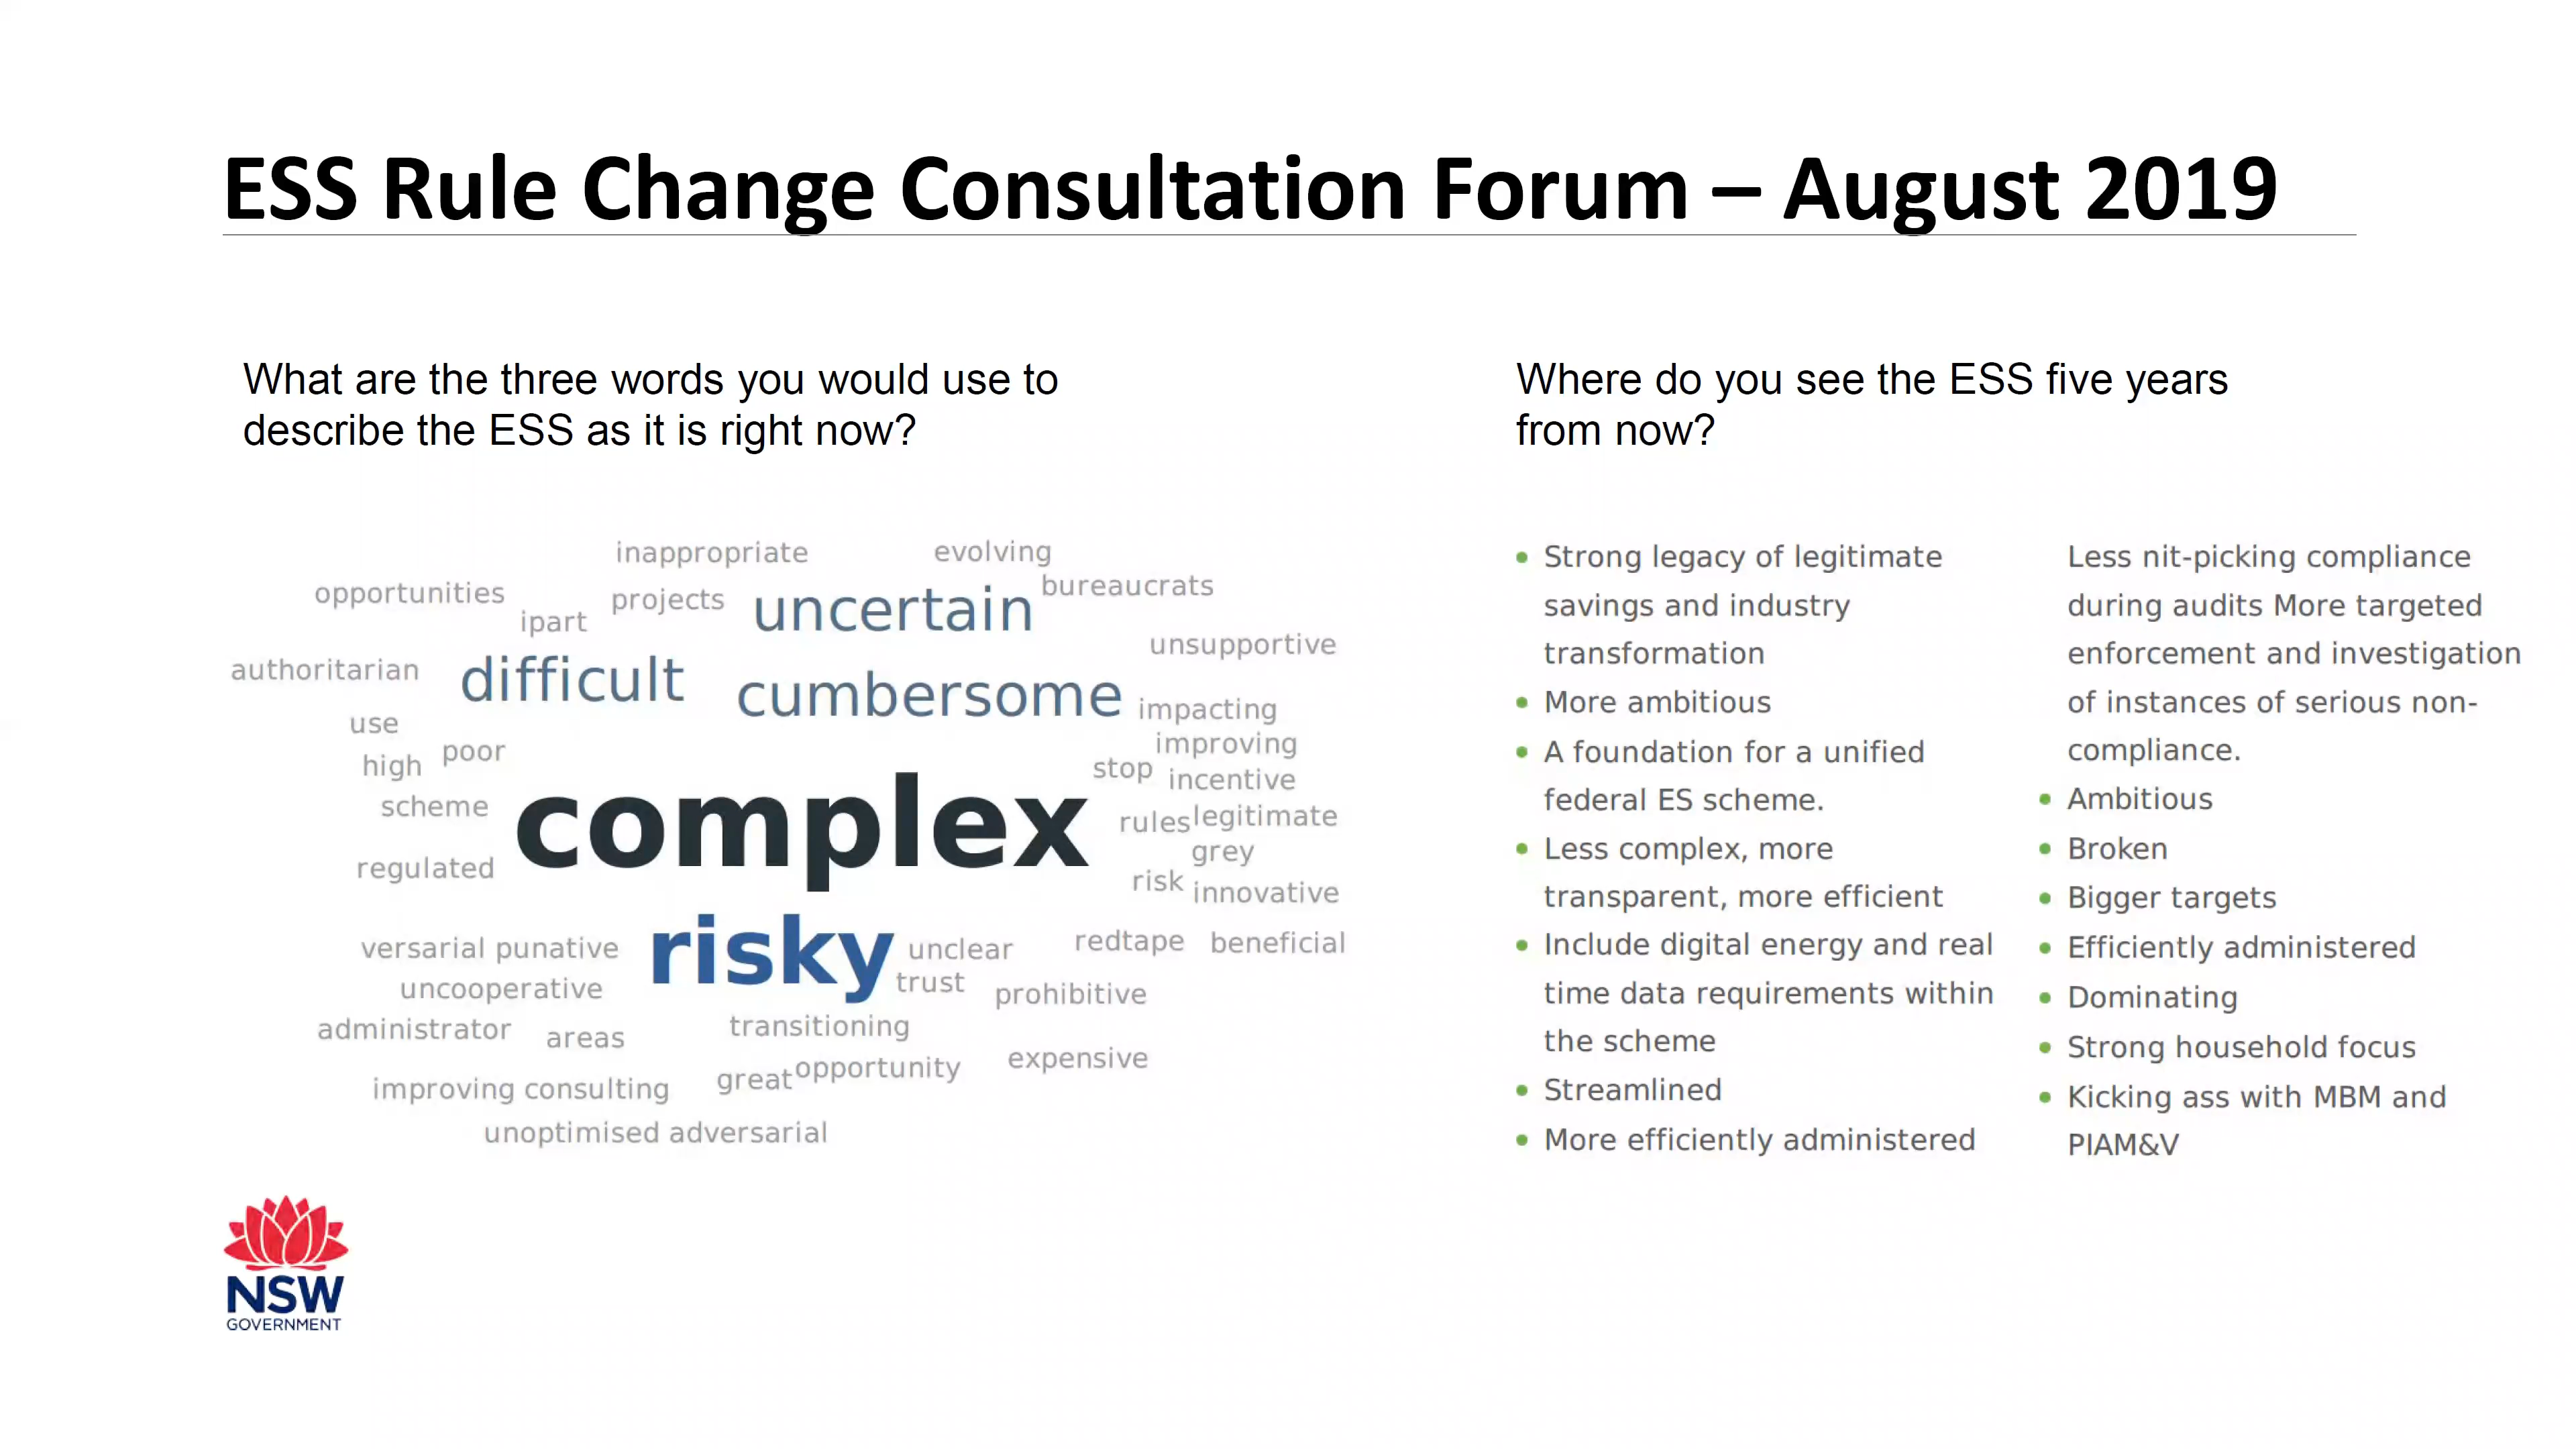 ESS Rule Change Consultation Forum – August 2019
What are the three words you would use to
describe the ESS as it is right now?
inappropriate
evolving
opportunities
ipart
projects
uncertain
bureaucrats
unsupportive
authoritarian
difficult
cumbersome
impacting
use
improving
high
poor
stop
incentive
scheme
complex
rules
legitimate
grey
regulated
risk
innovative
versarial punative
risky
unclear
redtape
beneficial
uncooperative
trust
prohibitive
administrator
areas
transitioning
improving consulting
great
opportunity
expensive
unoptimised adversarial
Where do you see the ESS five years
from now?
• Strong legacy of legitimate
savings and industry
transformation
• More ambitious
• A foundation for a unified
federal ES scheme.
• Less complex, more
transparent, more efficient
• Include digital energy and real
time data requirements within
the scheme
• Streamlined
• More efficiently administered
Less nit-picking compliance
during audits More targeted
enforcement and investigation
of instances of serious non-
compliance.
• Ambitious
• Broken
• Bigger targets
• Efficiently administered
• Dominating
• Strong household focus
• Kicking ass with MBM and
PIAM&V
NSW
GOVERNMENT